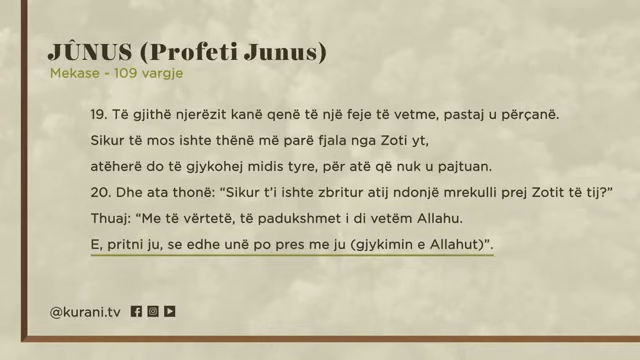 JÛNUS (Profeti Junus)
Mekase - 109 vargje
19. Të gjithë njerëzit kanë qenë të një feje të vetme, pastaj u përçanë.
Sikur të mos ishte thënë më parë fjala nga Zoti yt,
atëherë do të gjykohej midis tyre, për atë që nuk u pajtuan.
20. Dhe ata thonë: “Sikur t’i ishte zbritur atij ndonjë mrekulli prej Zotit të tij?”
Thuaj: “Me të vërtetë, të padukshmet i di vetëm Allahu.
E, pritni ju, se edhe unë po pres me ju (gjykimin e Allahut)”.
@kurani.tv